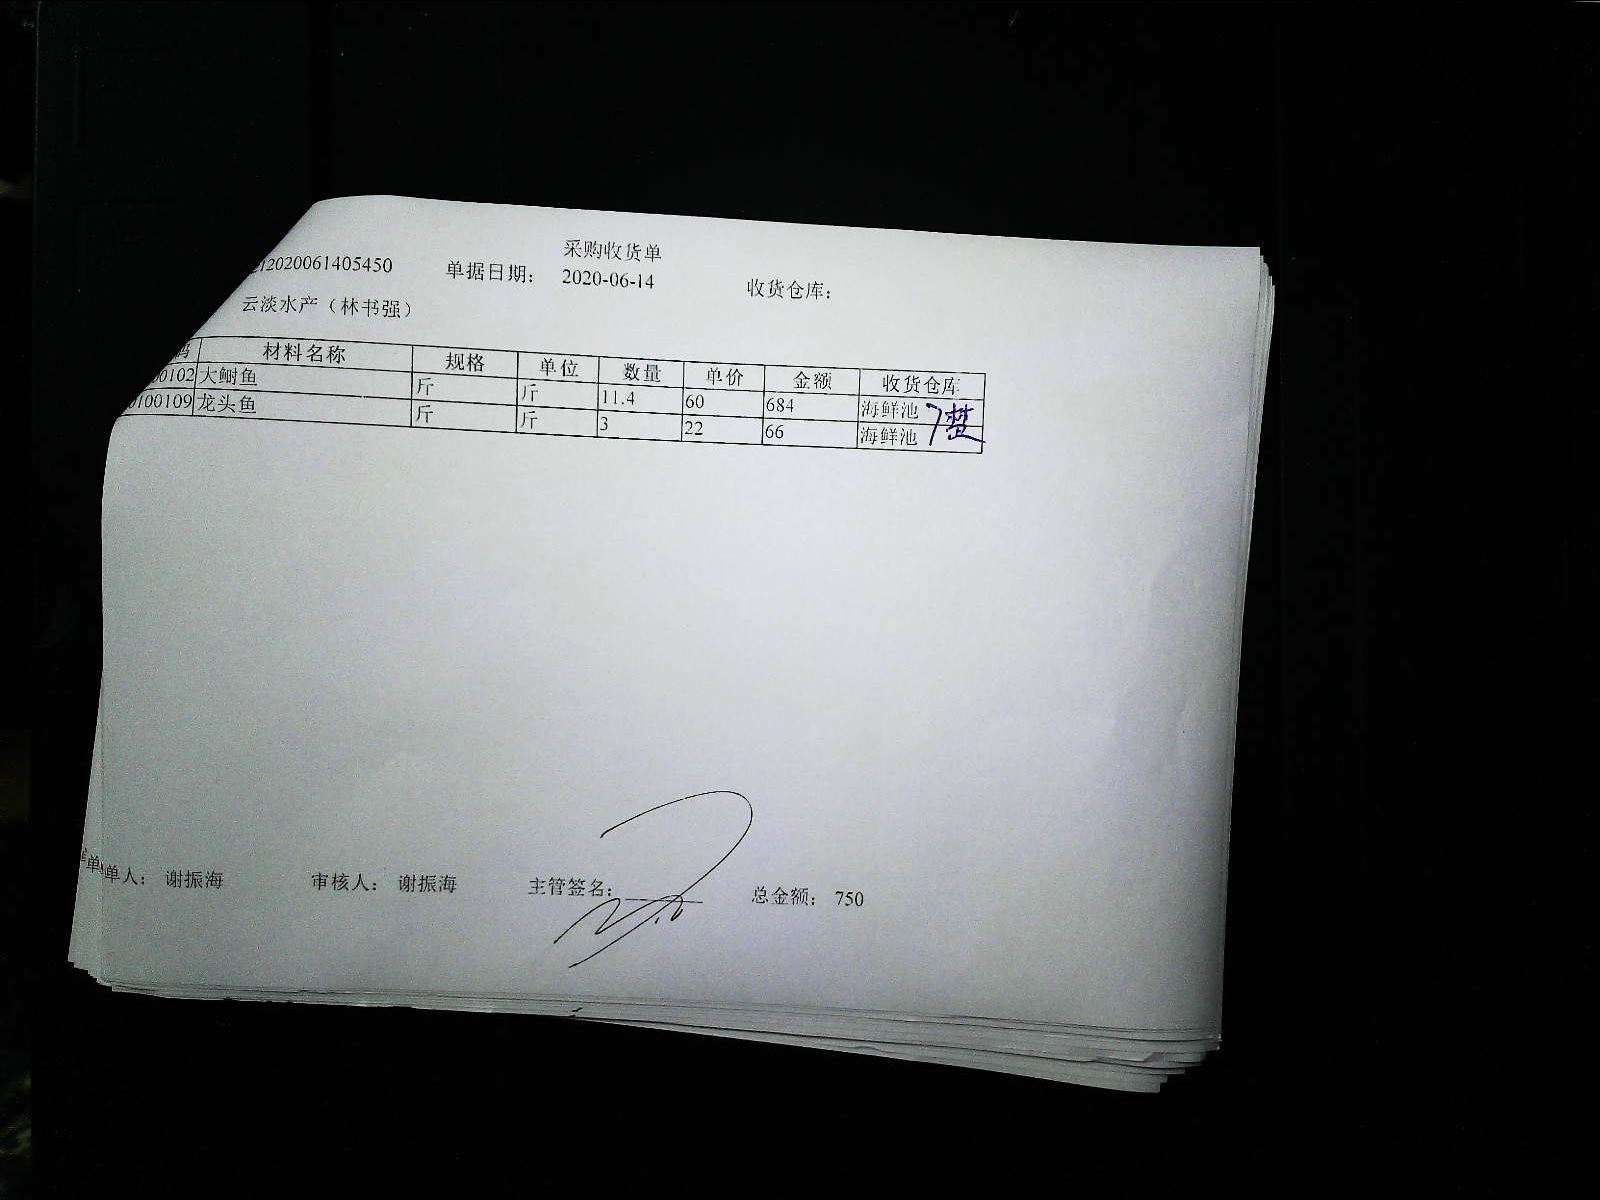 采购收货单
212020061405450 单据日期： 2020-06-14 收货仓库：
云淡水产（林书强）
码 材料名称 规格 单位 数量 单价 金额 收货仓库
00102 大鲋鱼 斤 斤 11.4 60 684 海鲜池
0100109 龙头鱼 斤 斤 3 22 66 海鲜池
单人： 谢振海 审核人： 谢振海 主管签名： 总金额： 750